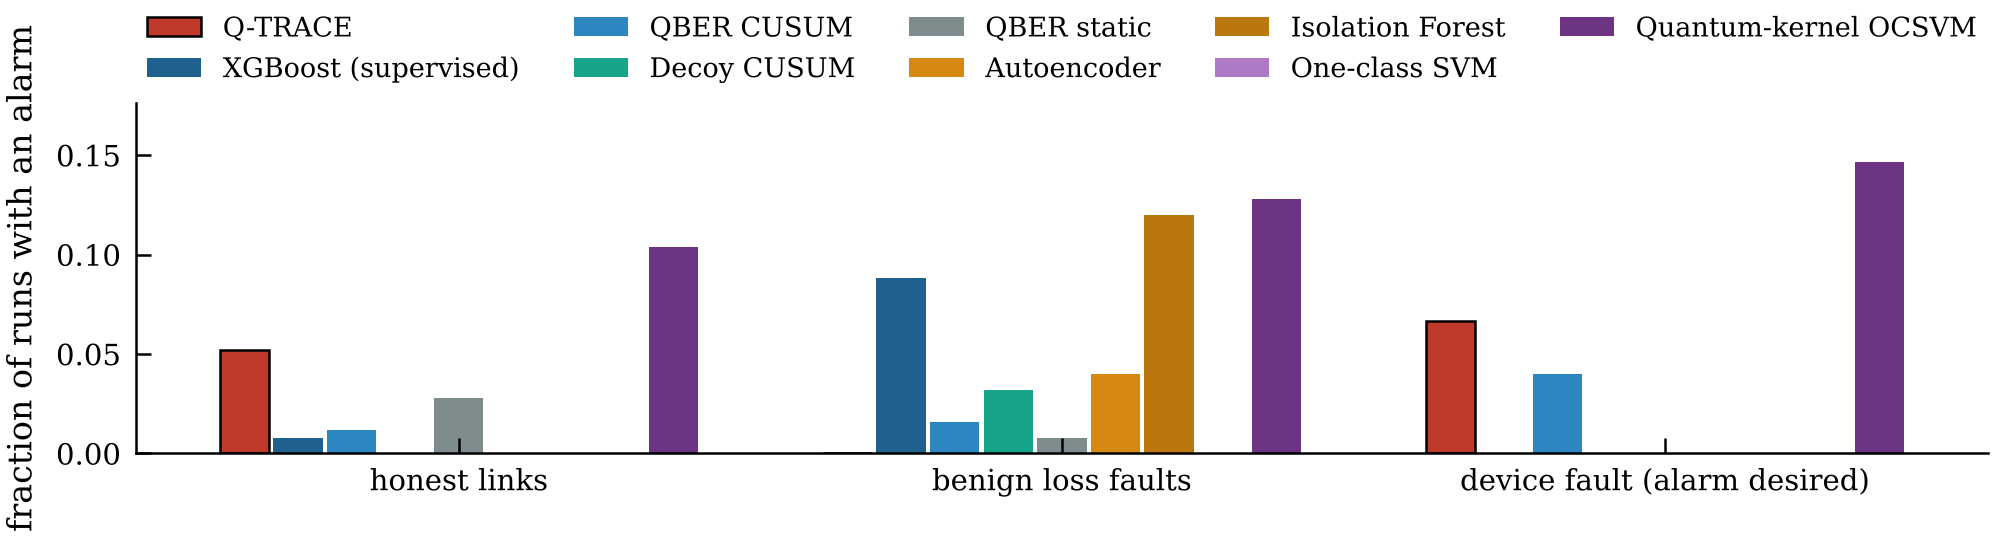 Q-TRACE
XGBoost (supervised)
QBER CUSUM
Decoy CUSUM
QBER static
Autoencoder
Isolation Forest
One-class SVM
Quantum-kernel OCSVM
fraction of runs with an alarm
0.15
0.10
0.05
0.00
honest links
benign loss faults
device fault (alarm desired)